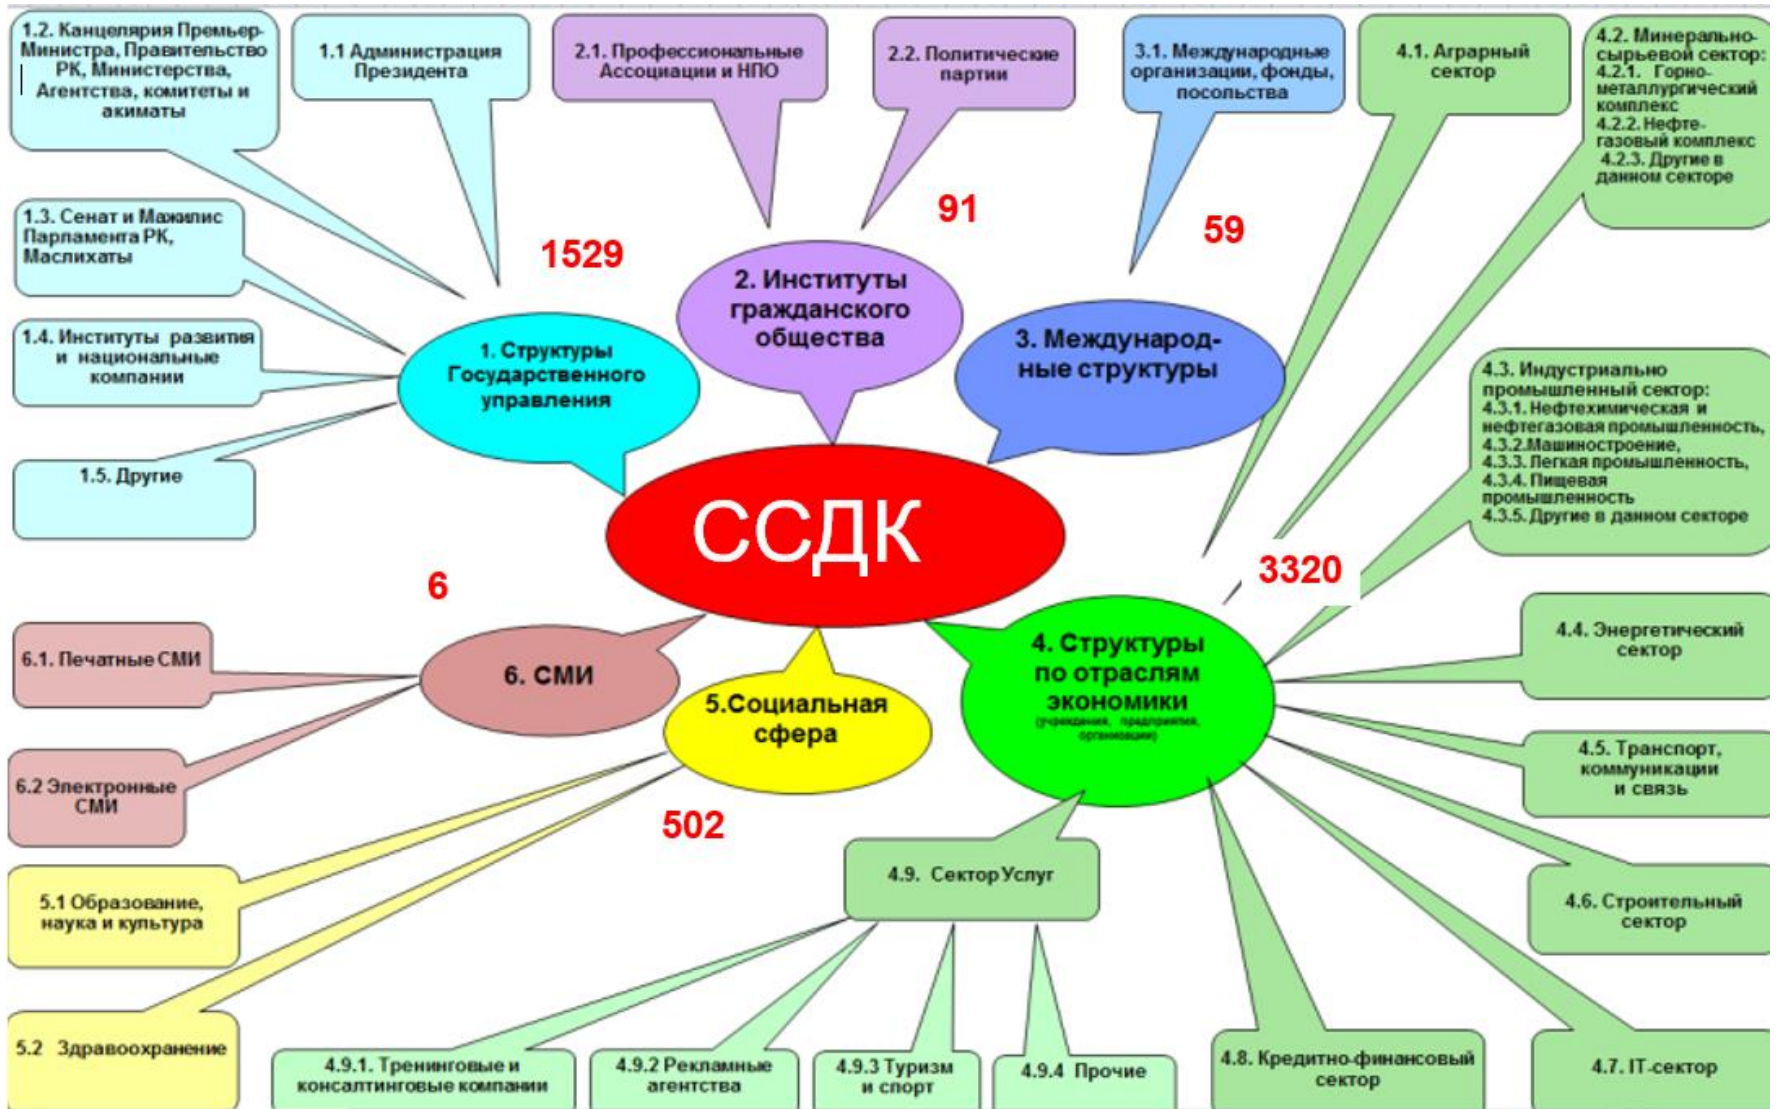 1.2. Канцелярия Премьер-
Министра, Правительство
РК, Министерства,
Агентства, комитеты и
акиматы
1.1 Администрация
Президента
2.1. Профессиональные
Ассоциации и НПО
2.2. Политические
партии
3.1. Международные
организации, фонды,
посольства
4.1. Аграрный
сектор
4.2. Минерально-
сырьевой сектор:
4.2.1. Горно-
металлургический
комплекс
4.2.2. Нефте-
газовый комплекс
4.2.3. Другие в
данном секторе
1.3. Сенат и Мажилис
Парламента РК,
Маслихаты
1529
91
59
2. Институты
гражданского
общества
1.4. Институты развития
и национальные
компании
1. Структуры
Государственного
управления
3. Международ-
ные структуры
4.3. Индустриально
промышленный сектор:
4.3.1. Нефтехимическая и
нефтегазовая промышленность,
4.3.2.Машиностроение,
4.3.3. Легкая промышленность,
4.3.4. Пищевая
промышленность
4.3.5. Другие в данном секторе
1.5. Другие
ССДК
6
3320
6.1. Печатные СМИ
6. СМИ
5.Социальная
сфера
4. Структуры
по отраслям
экономики
(учреждения, предприятия,
организации)
4.4. Энергетический
сектор
6.2 Электронные
СМИ
4.5. Транспорт,
коммуникации
и связь
502
4.9. Сектор Услуг
5.1 Образование,
наука и культура
4.6. Строительный
сектор
5.2 Здравоохранение
4.9.1. Тренинговые и
консалтинговые компании
4.9.2 Рекламные
агентства
4.9.3 Туризм
и спорт
4.9.4 Прочие
4.8. Кредитно-финансовый
сектор
4.7. IT-сектор